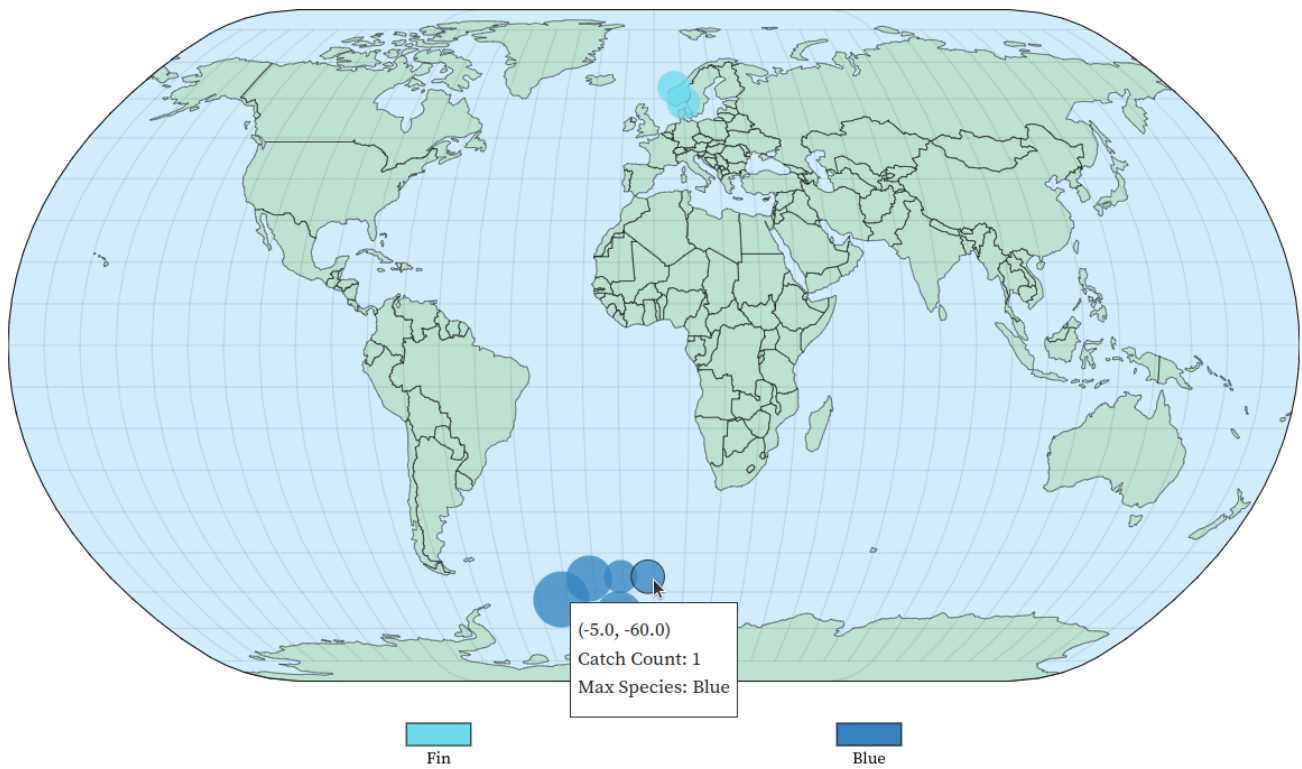 (-5.0, -60.0)
Catch Count: 1
Max Species: Blue
Fin
Blue